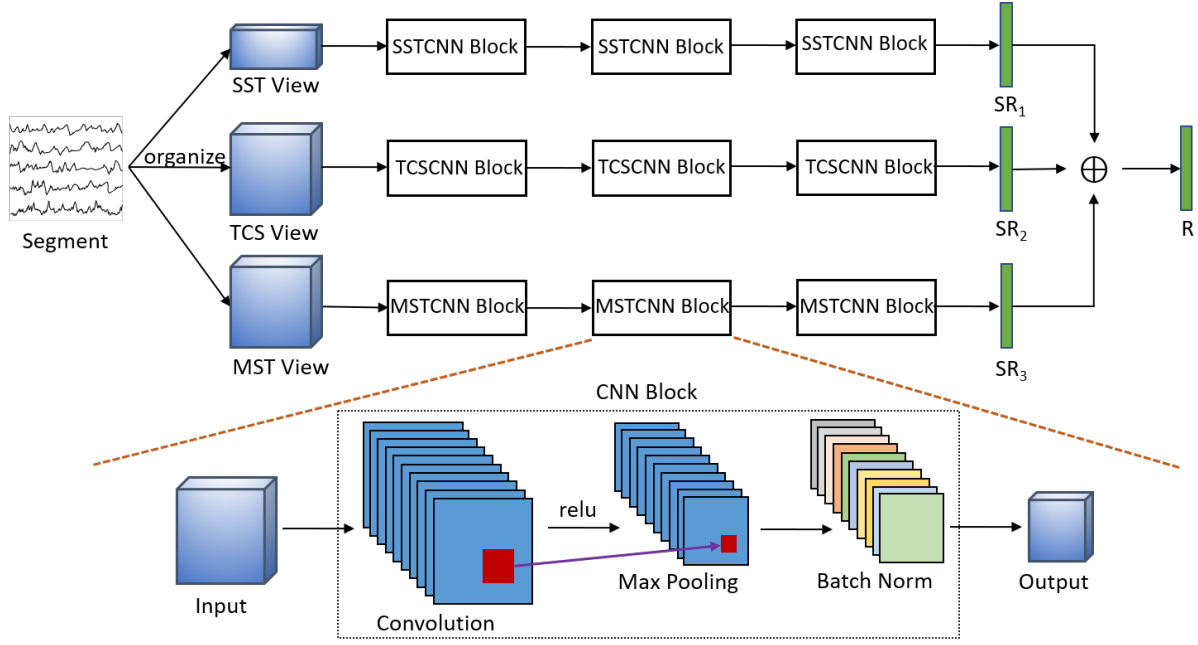 SSTCNN Block
SSTCNN Block
SSTCNN Block
SST View
SR1
organize
TCSCNN Block
TCSCNN Block
TCSCNN Block
Segment
TCS View
SR2
R
MSTCNN Block
MSTCNN Block
MSTCNN Block
MST View
SR3
CNN Block
relu
Max Pooling
Batch Norm
Output
Input
Convolution